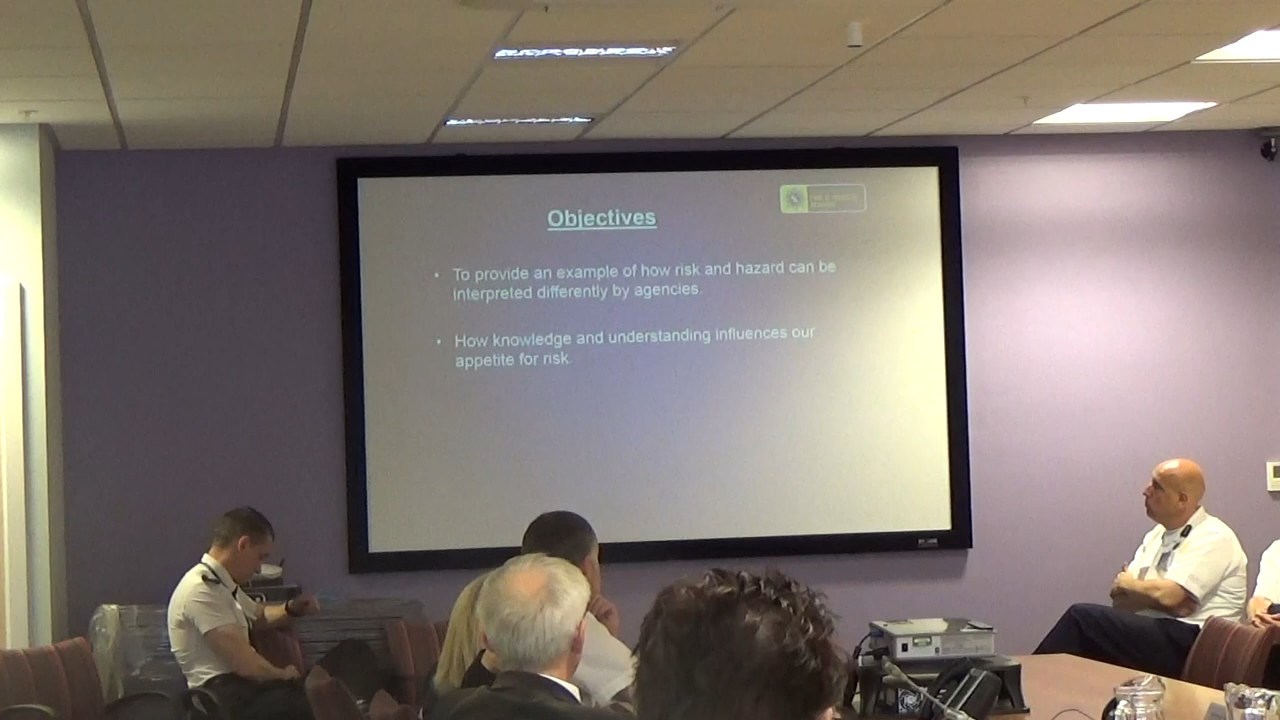 Objectives
• To provide an example of how risk and hazard can be
interpreted differently by agencies.
• How knowledge and understanding influences our
appetite for risk.